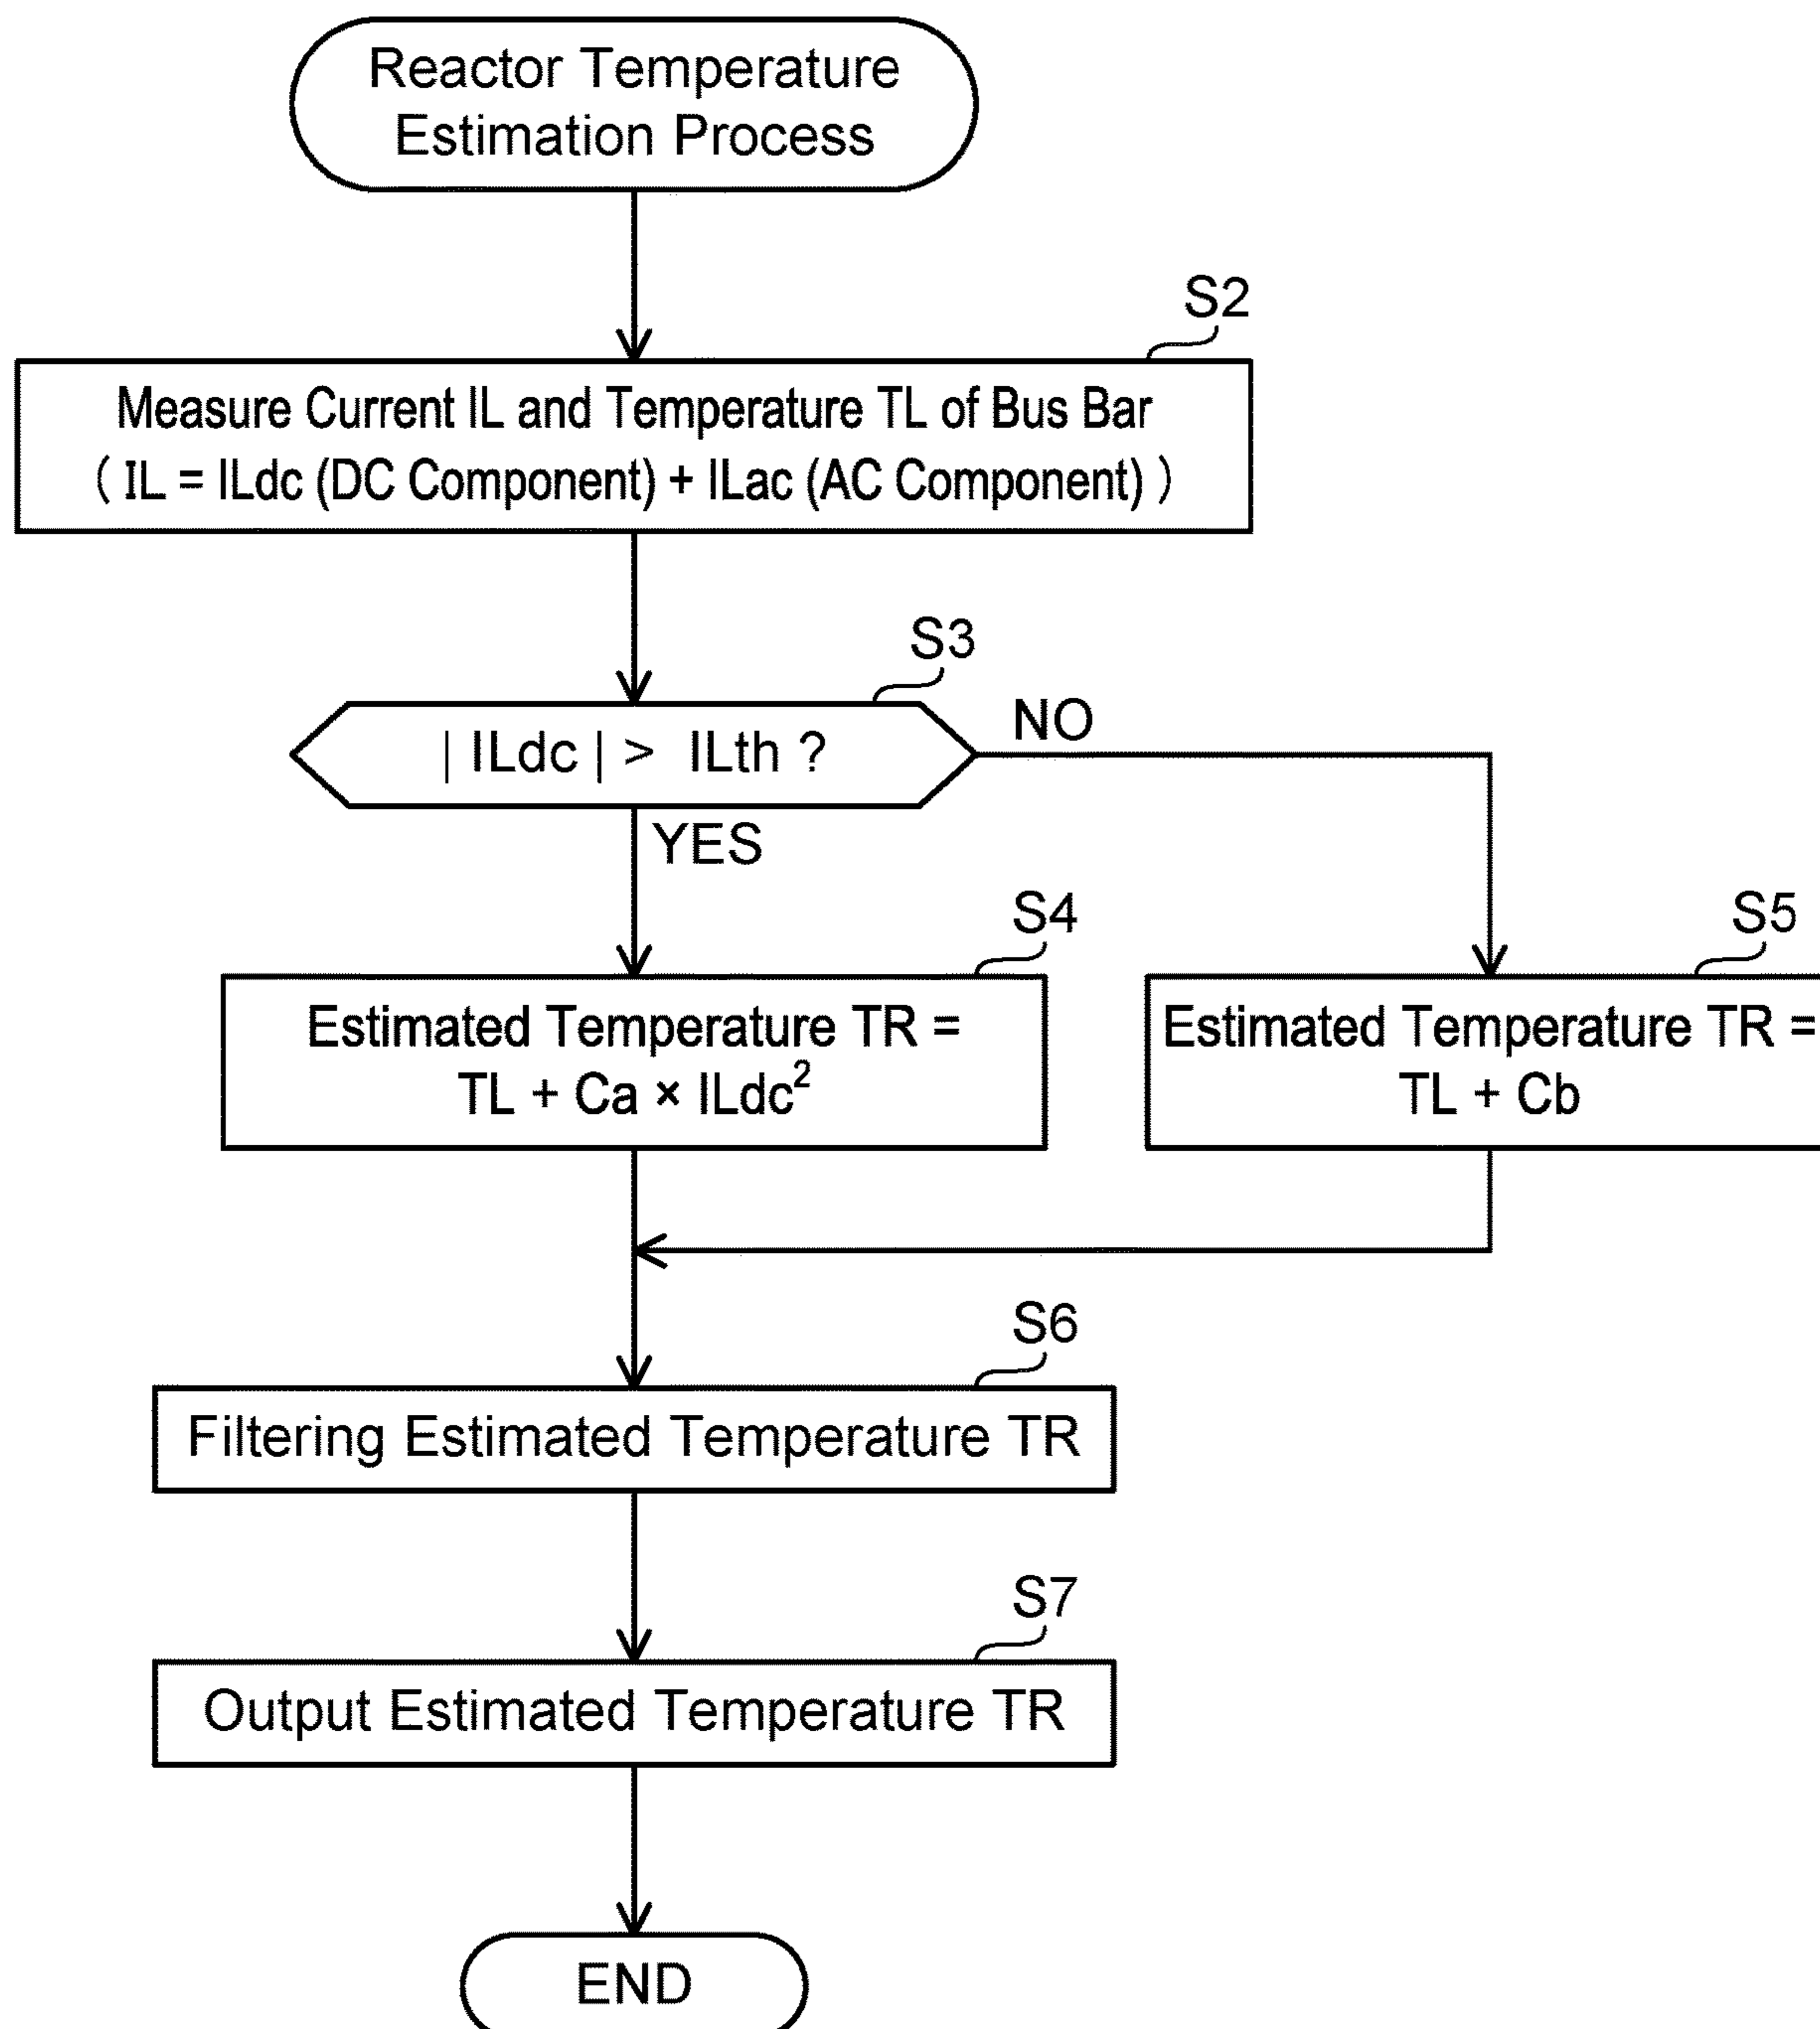 Reactor Temperature
Estimation Process
S2
Measure Current IL and Temperature TL of Bus Bar
( IL = ILdc (DC Component) + ILac (AC Component) )
S3
| ILdc | > ILth ?
NO
YES
S4
Estimated Temperature TR =
TL + Ca × ILdc²
S5
Estimated Temperature TR =
TL + Cb
S6
Filtering Estimated Temperature TR
S7
Output Estimated Temperature TR
END